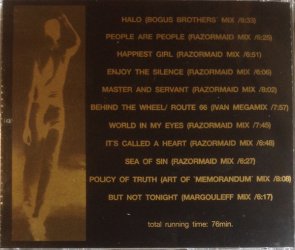 HALO (BOGUS BROTHERS' MIX /8:33)
PEOPLE ARE PEOPLE (RAZORMAID MIX /6:25)
HAPPIEST GIRL (RAZORMAID MIX /6:51)
ENJOY THE SILENCE (RAZORMAID MIX /6:06)
MASTER AND SERVANT (RAZORMAID MIX /8:02)
BEHIND THE WHEEL/ ROUTE 66 (IVAN MEGAMIX /7:57)
WORLD IN MY EYES (RAZORMAID MIX /7:45)
IT'S CALLED A HEART (RAZORMAID MIX /6:48)
SEA OF SIN (RAZORMAID MIX /6:27)
POLICY OF TRUTH (ART OF 'MEMORANDUM' MIX /8:08)
BUT NOT TONIGHT (MARGOULEFF MIX /6:17)
total running time: 76min.